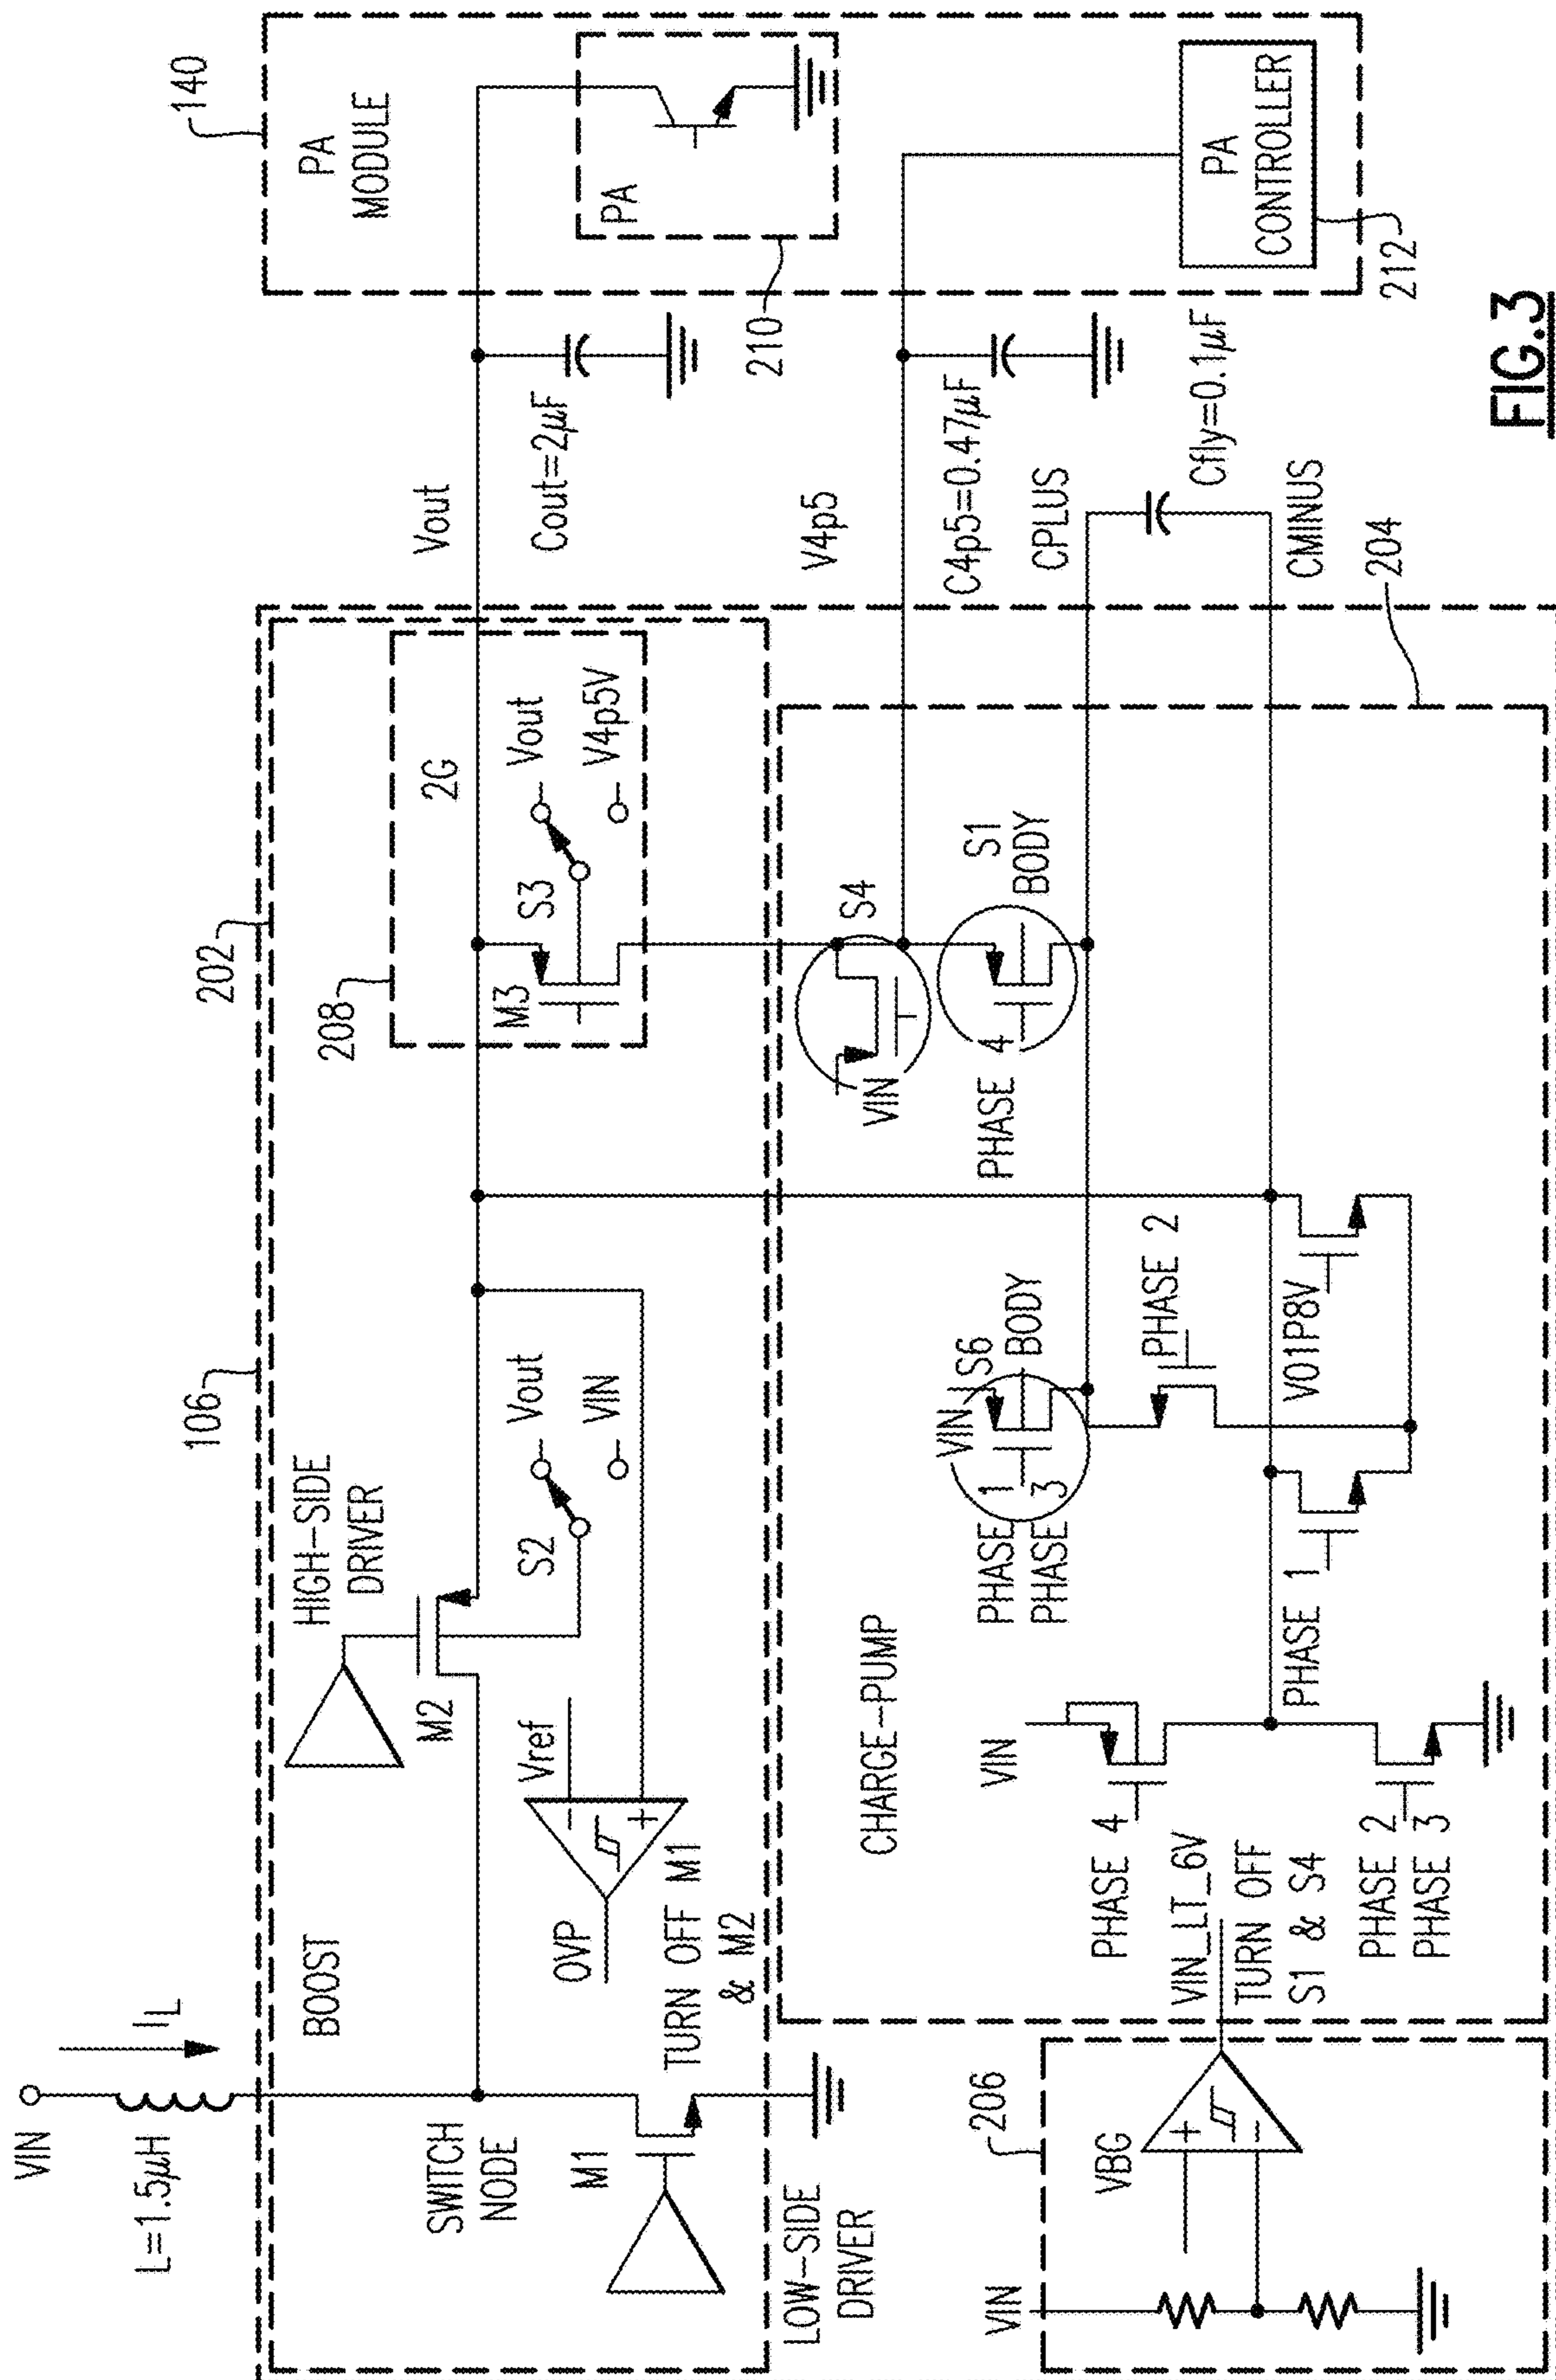 VIN
L=1.5µH
IL
106
202
BOOST
HIGH-SIDE
DRIVER
M2
SWITCH
NODE
M1
LOW-SIDE
DRIVER
Vref
OVP
TURN OFF M1
& M2
S2
Vout
VIN
208
2G
M3
S3
Vout
V4p5V
Vout
Cout=2µF
140
PA
MODULE
PA
210
PA
CONTROLLER
212
V4p5
C4p5=0.47µF
CPLUS
Cfly=0.1µF
CMINUS
204
CHARGE-PUMP
VIN
S4
S1
BODY
PHASE 4
VIN
S6
BODY
PHASE 1
PHASE 3
PHASE 2
VIN
PHASE 4
PHASE 1
VO1P8V
PHASE 2
PHASE 3
206
VIN
VBG
VIN_LT_6V
TURN OFF
S1 & S4
FIG.3